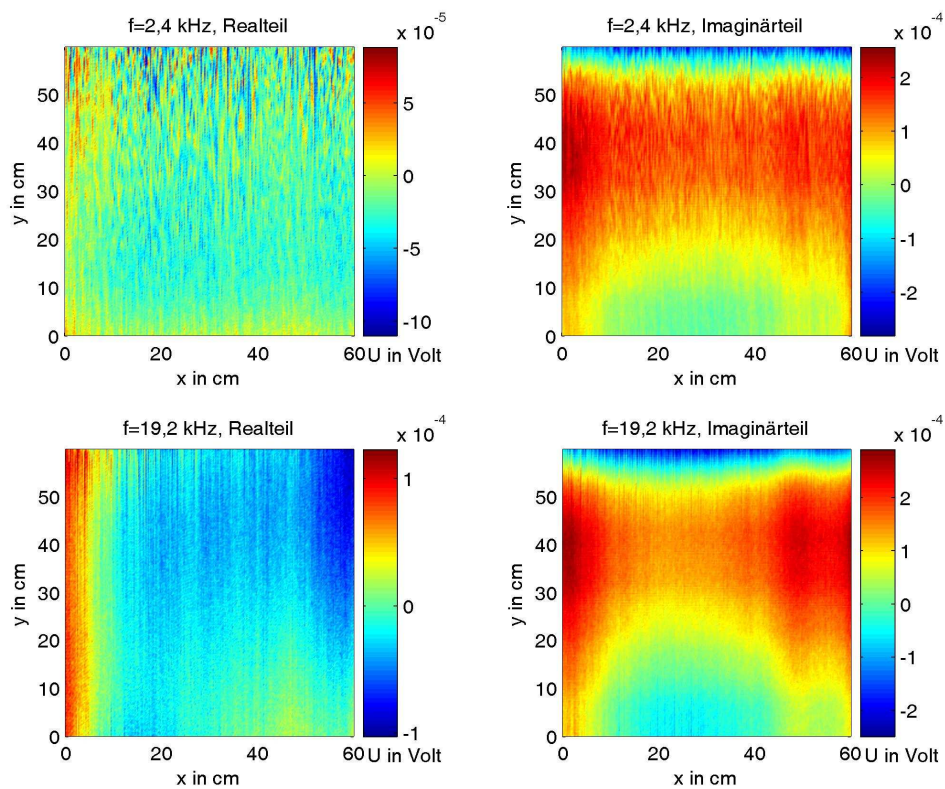 f=2,4 kHz, Realteil
x 10^-5
50
40
30
20
10
0
y in cm
0
20
40
60
x in cm
5
0
-5
-10
U in Volt
f=2,4 kHz, Imaginärteil
x 10^-4
50
40
30
20
10
0
y in cm
0
20
40
60
x in cm
2
1
0
-1
-2
U in Volt
f=19,2 kHz, Realteil
x 10^-4
50
40
30
20
10
0
y in cm
0
20
40
60
x in cm
1
0
-1
U in Volt
f=19,2 kHz, Imaginärteil
x 10^-4
50
40
30
20
10
0
y in cm
0
20
40
60
x in cm
2
1
0
-1
-2
U in Volt